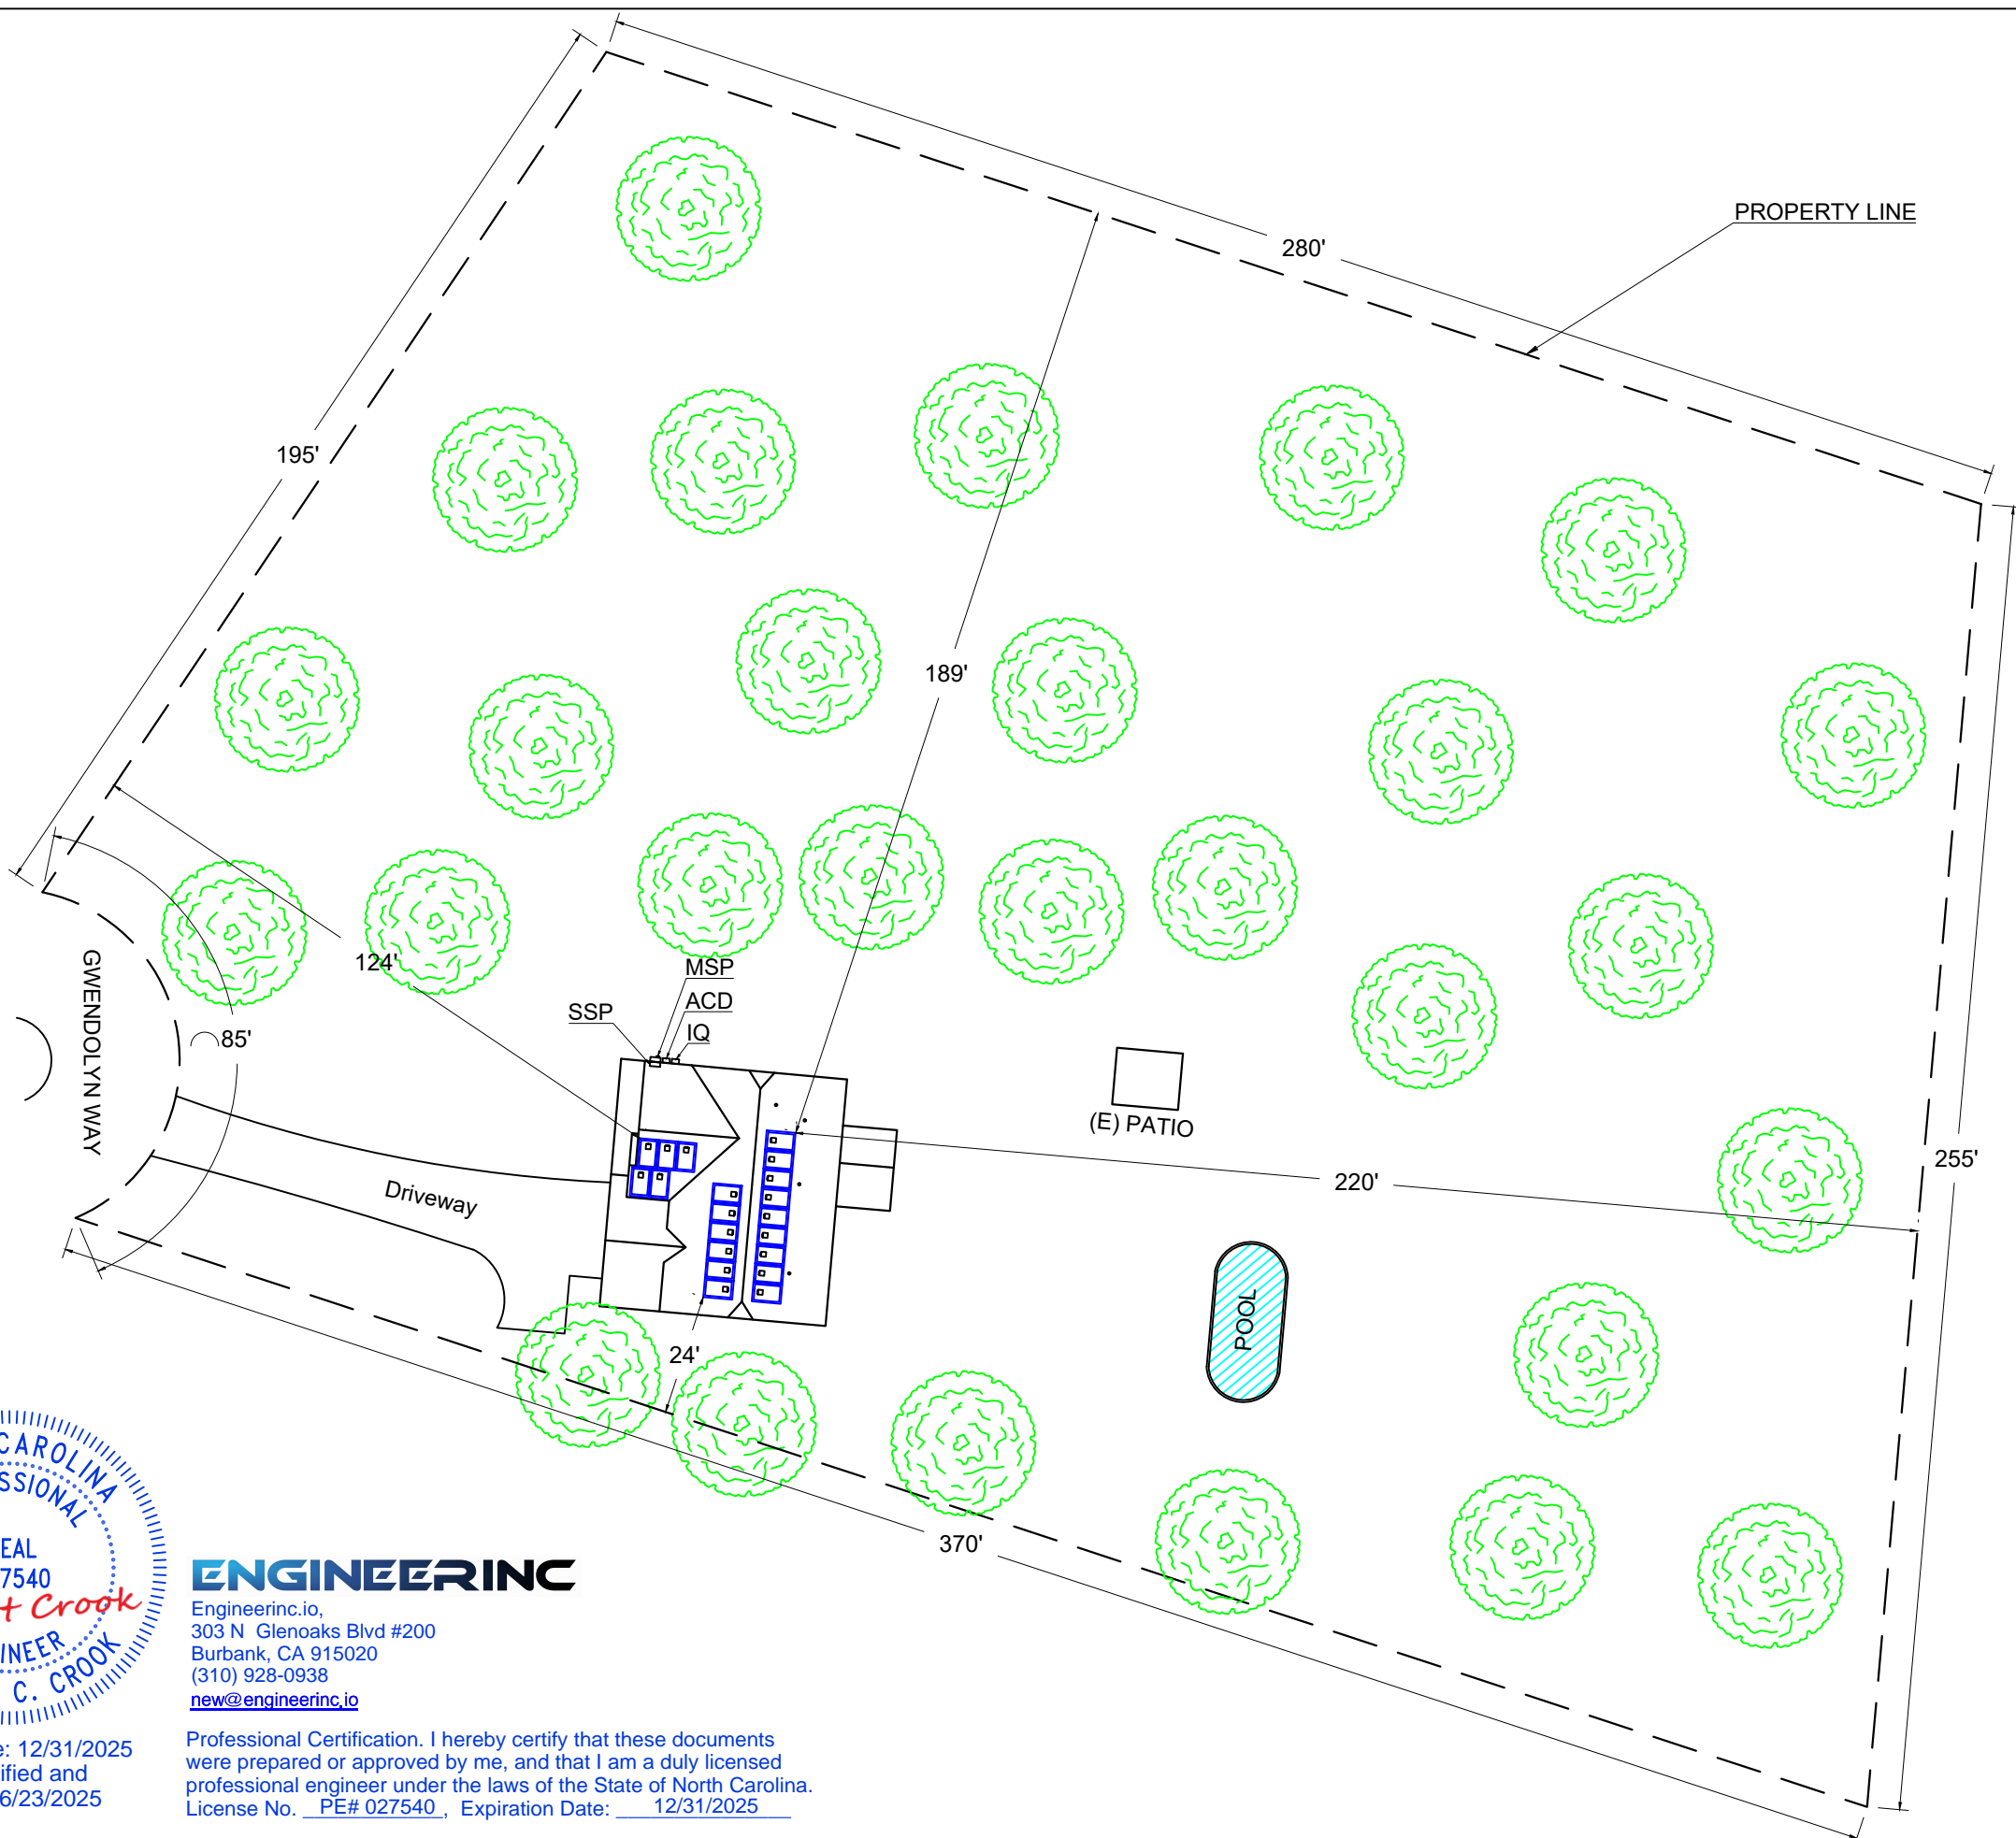 PROPERTY LINE
280'
195'
189'
124'
MSP
ACD
IQ
SSP
85'
GWENDOLYN WAY
(E) PATIO
255'
220'
Driveway
POOL
24'
370'
CAROLINA
EAL
7540
Crook
C. CROOK
ENGINEERINC
Engineerinc.io,
303 N Glenoaks Blvd #200
Burbank, CA 915020
(310) 928-0938
new@engineerinc.io
12/31/2025
and
6/23/2025
Professional Certification. I hereby certify that these documents
were prepared or approved by me, and that I am a duly licensed
professional engineer under the laws of the State of North Carolina.
License No. PE# 027540, Expiration Date: 12/31/2025